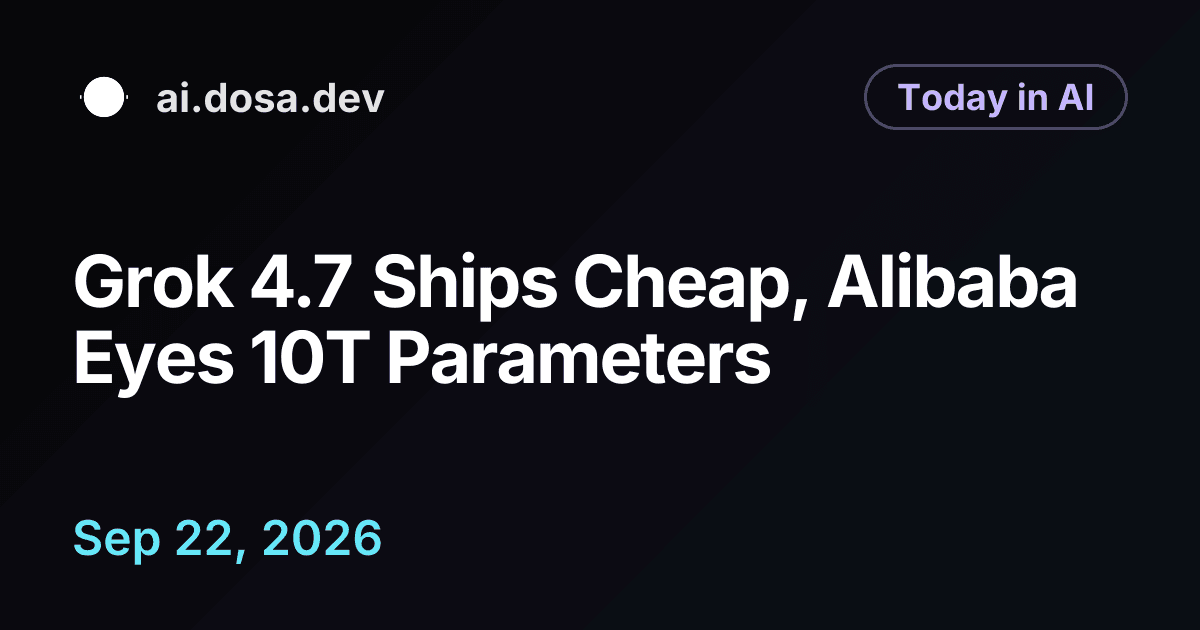 ai.dosa.dev
Today in AI
Grok 4.7 Ships Cheap, Alibaba
Eyes 10T Parameters
Sep 22, 2026